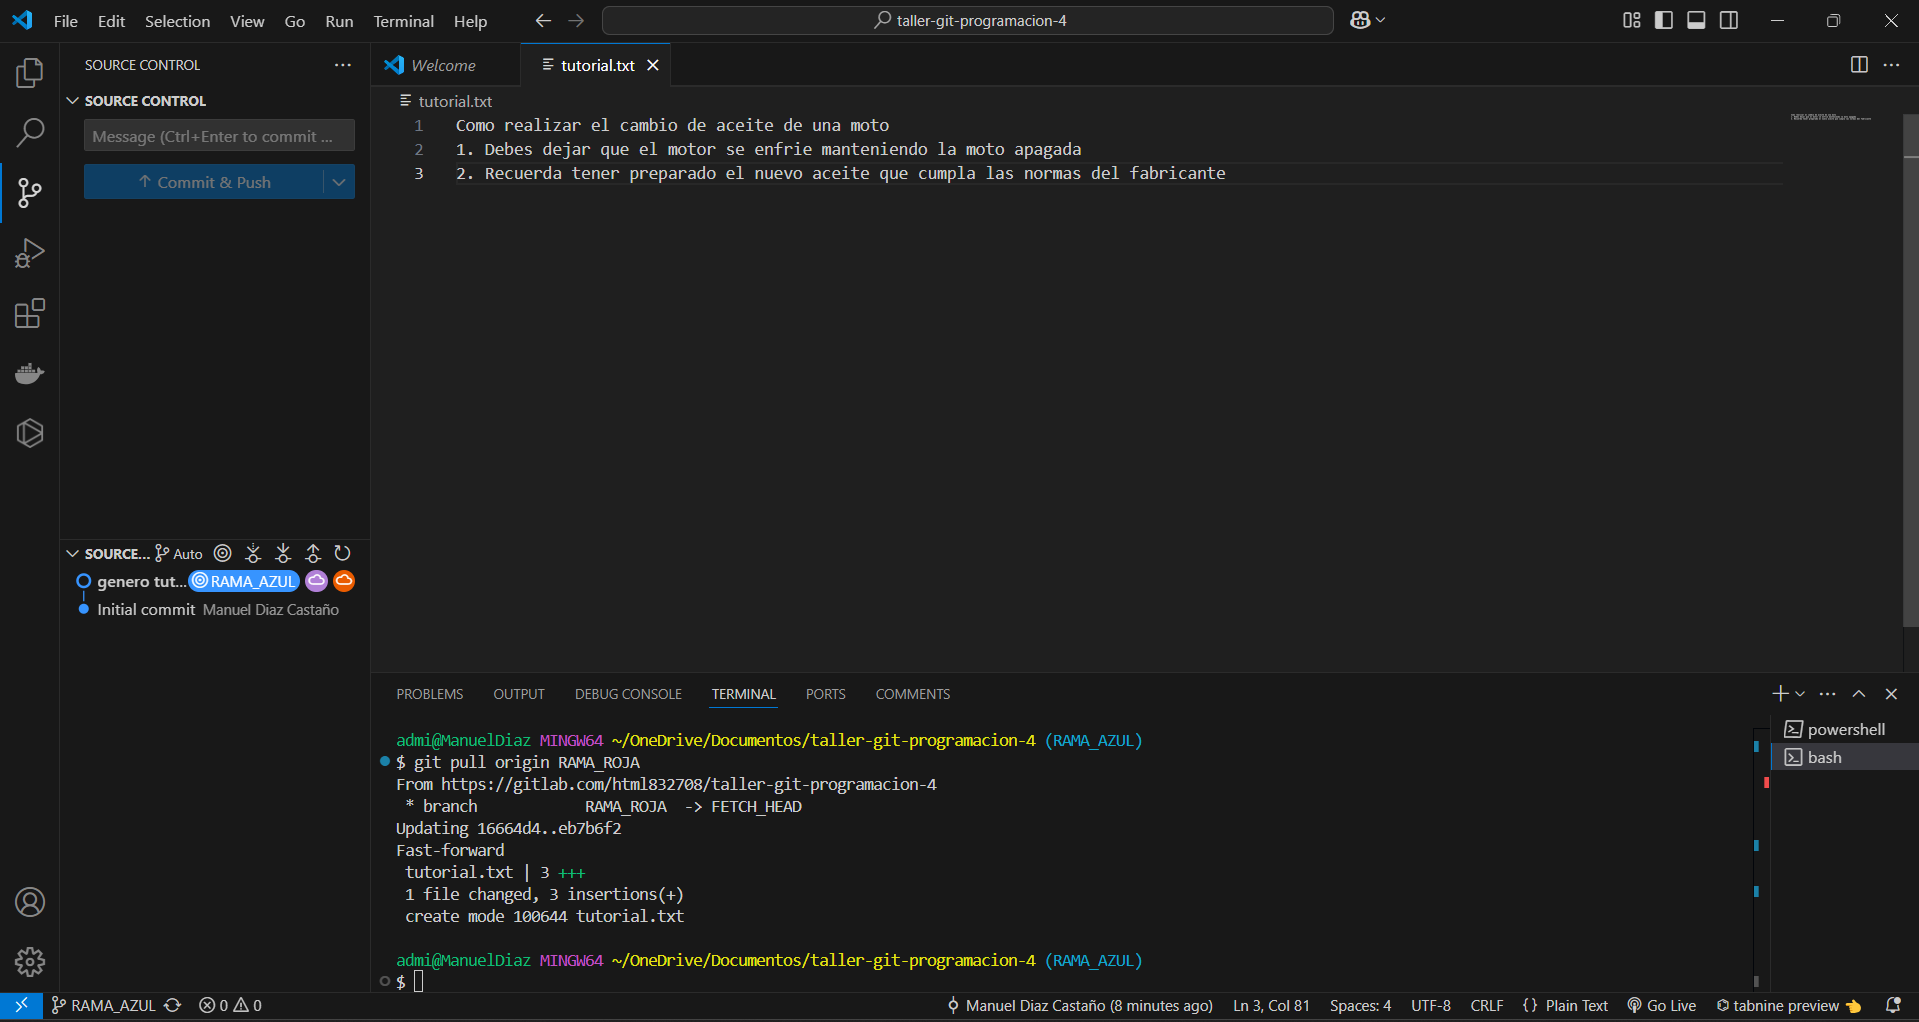 File Edit Selection View Go Run Terminal Help
taller-git-programacion-4
SOURCE CONTROL
SOURCE CONTROL
Message (Ctrl+Enter to commit ...
Commit & Push
SOURCE... Auto
genero tut... RAMA_AZUL
Initial commit Manuel Diaz Castaño
Welcome
tutorial.txt
tutorial.txt
1 Como realizar el cambio de aceite de una moto
2 1. Debes dejar que el motor se enfrie manteniendo la moto apagada
3 2. Recuerda tener preparado el nuevo aceite que cumpla las normas del fabricante
PROBLEMS OUTPUT DEBUG CONSOLE TERMINAL PORTS COMMENTS
admi@ManuelDiaz MINGW64 ~/OneDrive/Documentos/taller-git-programacion-4 (RAMA_AZUL)
$ git pull origin RAMA_ROJA
From https://gitlab.com/html832708/taller-git-programacion-4
* branch RAMA_ROJA -> FETCH_HEAD
Updating 16664d4..eb7b6f2
Fast-forward
tutorial.txt | 3 +++
1 file changed, 3 insertions(+)
create mode 100644 tutorial.txt
admi@ManuelDiaz MINGW64 ~/OneDrive/Documentos/taller-git-programacion-4 (RAMA_AZUL)
$
powershell
bash
RAMA_AZUL 0 0 Manuel Diaz Castaño (8 minutes ago) Ln 3, Col 81 Spaces: 4 UTF-8 CRLF {} Plain Text Go Live tabnine preview